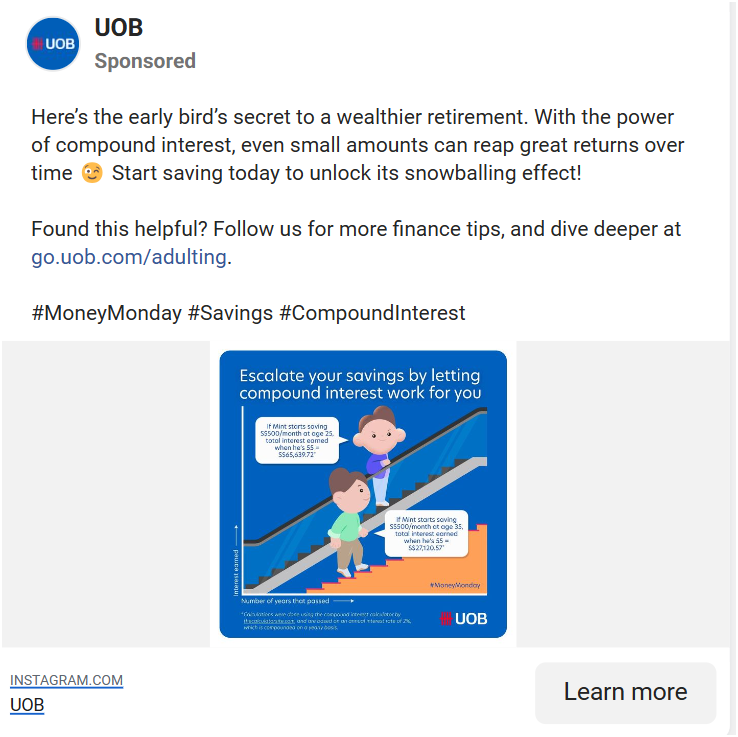 UOB
UOB
Sponsored
Here’s the early bird’s secret to a wealthier retirement. With the power
of compound interest, even small amounts can reap great returns over
time 😉 Start saving today to unlock its snowballing effect!
Found this helpful? Follow us for more finance tips, and dive deeper at
go.uob.com/adulting.
#MoneyMonday #Savings #CompoundInterest
Escalate your savings by letting
compound interest work for you
If Mint starts saving
S$500/month at age 25,
total interest earned
when he's 55 =
S$65,639.72*
If Mint starts saving
S$500/month at age 35,
total interest earned
when he's 55 =
S$27,120.57*
Interest earned
#MoneyMonday
Number of years that passed
*Calculations were done using the compound interest calculator by
thecalculatorsite.com, and are based on an annual interest rate of 2%,
which is compounded on a yearly basis.
UOB
INSTAGRAM.COM
UOB
Learn more